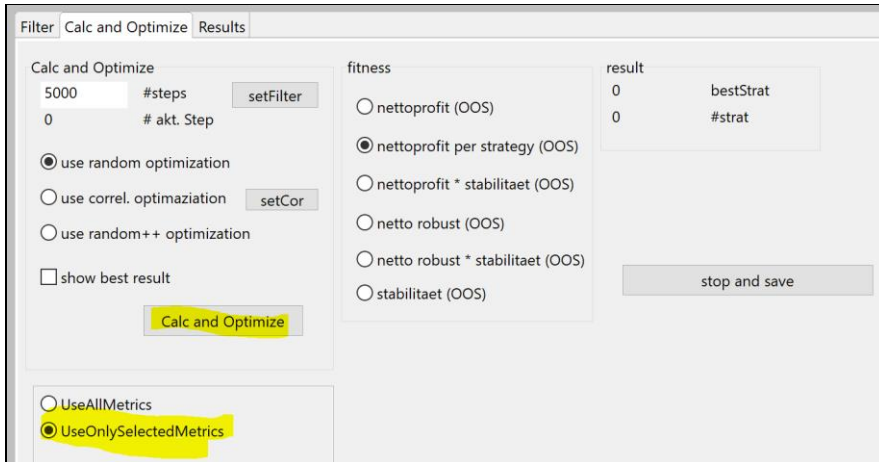 Filter Calc and Optimize Results
Calc and Optimize
5000 #steps setFilter
0 # akt. Step
use random optimization
use correl. optimaziation setCor
use random++ optimization
show best result
Calc and Optimize
UseAllMetrics
UseOnlySelectedMetrics
fitness
nettoprofit (OOS)
nettoprofit per strategy (OOS)
nettoprofit * stabilitaet (OOS)
netto robust (OOS)
netto robust * stabilitaet (OOS)
stabilitaet (OOS)
result
0 bestStrat
0 #strat
stop and save